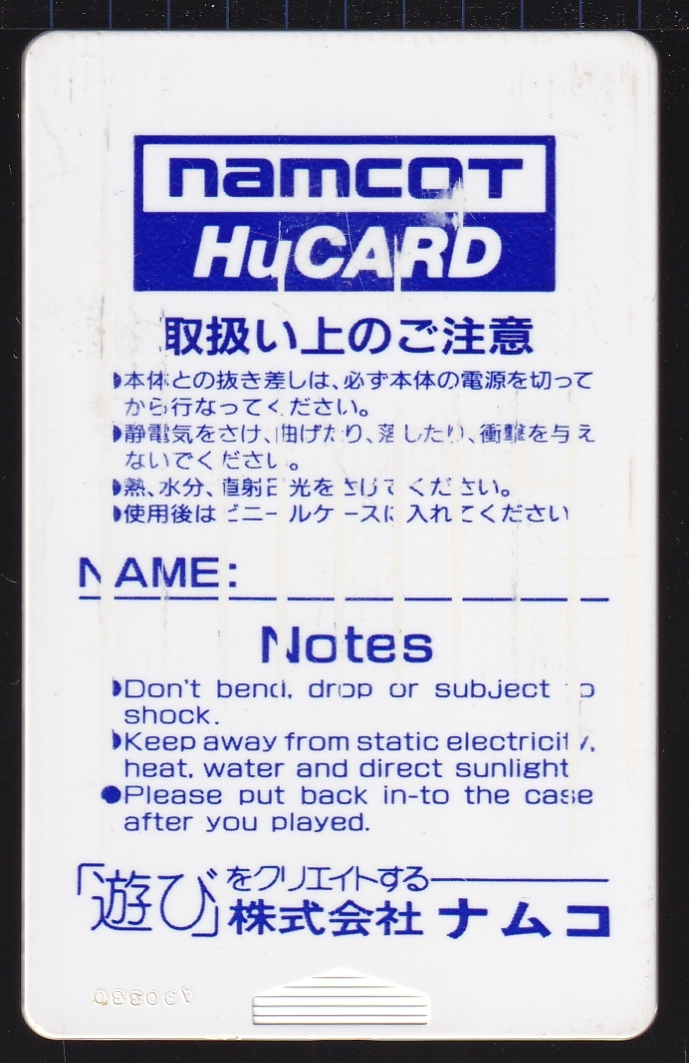 namcot
HuCARD
取扱い上のご注意
●本体との抜き差しは、必ず本体の電源を切って
から行なってください。
●静電気をさけ、曲げたり、落したり、衝撃を与え
ないでください。
●熱、水分、直射日光をさけてください。
●使用後はビニールケースに入れてください
NAME:
Notes
●Don't bend, drop or subject to
shock.
●Keep away from static electricity,
heat, water and direct sunlight
●Please put back in-to the case
after you played.
「遊び」をクリエイトする
株式会社ナムコ